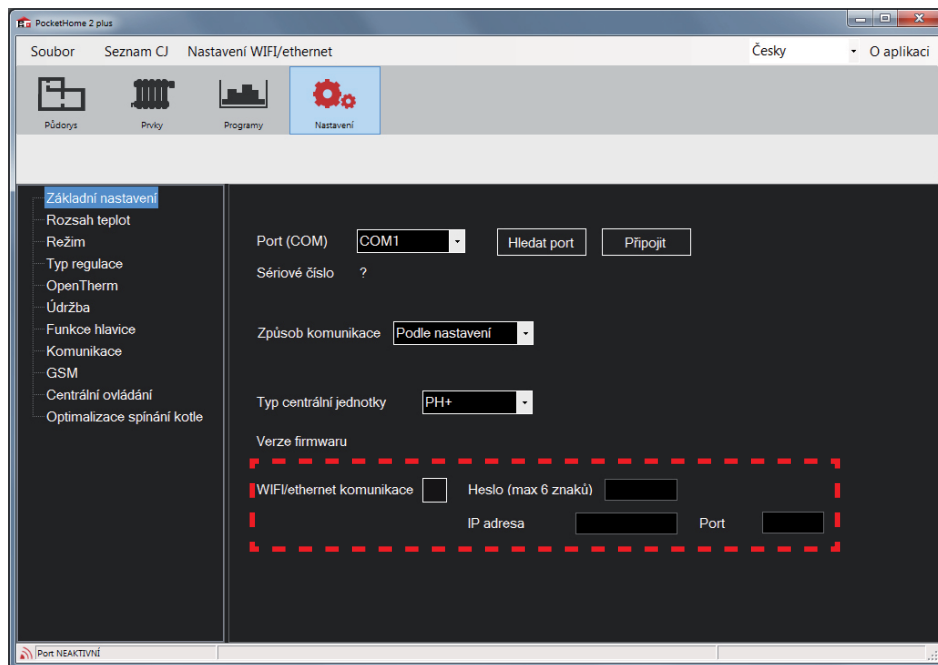 PocketHome 2 plus
Soubor Seznam CJ Nastavení WIFI/ethernet Česky O aplikaci
Půdorys Prvky Programy Nastavení
Základní nastavení
Rozsah teplot
Režim
Typ regulace
OpenTherm
Údržba
Funkce hlavice
Komunikace
GSM
Centrální ovládání
Optimalizace spínání kotle
Port (COM) COM1 Hledat port Připojit
Sériové číslo ?
Způsob komunikace Podle nastavení
Typ centrální jednotky PH+
Verze firmwaru
WIFI/ethernet komunikace Heslo (max 6 znaků)
IP adresa Port
Port NEAKTIVNÍ